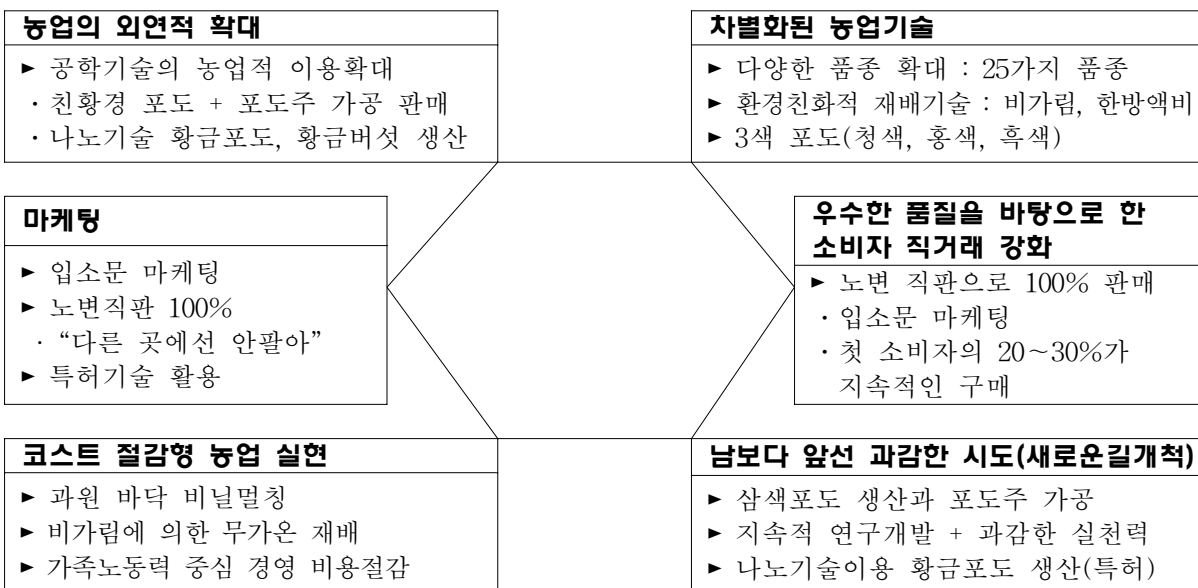 농업의 외연적 확대
► 공학기술의 농업적 이용확대
· 친황경 포도 + 포도주 가공 판매
· 나노기술 황금포도, 황금버섯 생산
차별화된 농업기술
► 다양한 품종 확대 : 25가지 품종
► 환경친화적 재배기술 : 비가림, 한방액비
► 3색 포도(청색, 홍색, 흑색)
마케팅
► 입소문 마케팅
► 노변직판 100%
· “다른 곳에선 안팔아”
► 특허기술 활용
우수한 품질을 바탕으로 한
소비자 직거래 강화
► 노변 직판으로 100% 판매
· 입소문 마케팅
· 첫 소비자의 20~30%가
지속적인 구매
코스트 절감형 농업 실현
► 과원 바닥 비닐멀칭
► 비가림에 의한 무가온 재배
► 가족노동력 중심 경영 비용절감
남보다 앞선 과감한 시도(새로운길개척)
► 삼색포도 생산과 포도주 가공
► 지속적 연구개발 + 과감한 실천력
► 나노기술이용 황금포도 생산(특허)